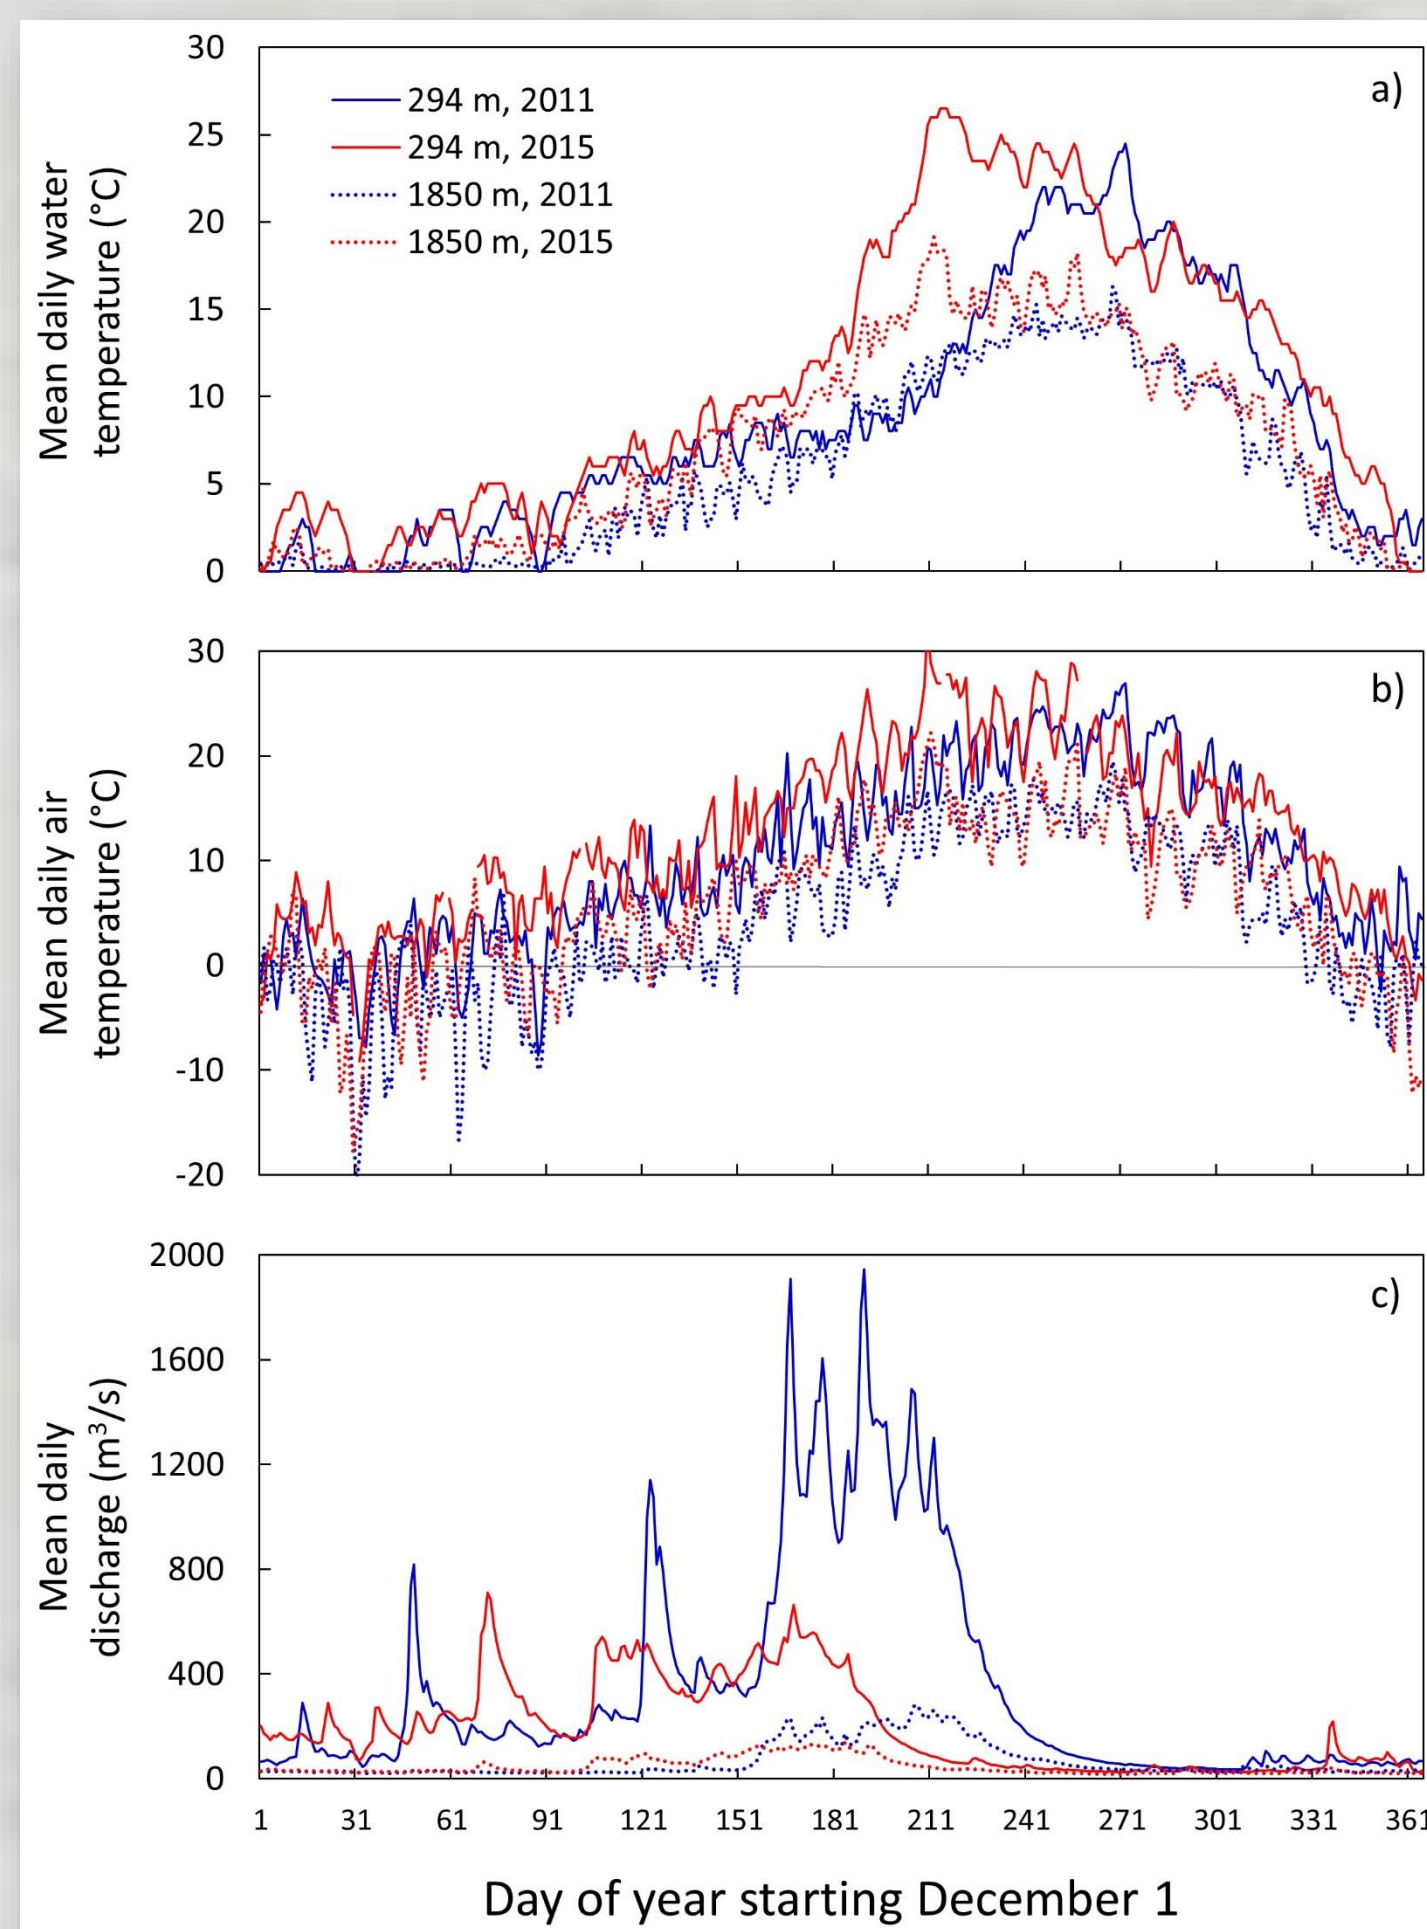 30
25
20
15
10
5
0
Mean daily water
temperature (°C)
294 m, 2011
294 m, 2015
1850 m, 2011
1850 m, 2015
a)
30
20
10
0
-10
-20
Mean daily air
temperature (°C)
b)
2000
1600
1200
800
400
0
Mean daily
discharge (m³/s)
c)
1 31 61 91 121 151 181 211 241 271 301 331 361
Day of year starting December 1